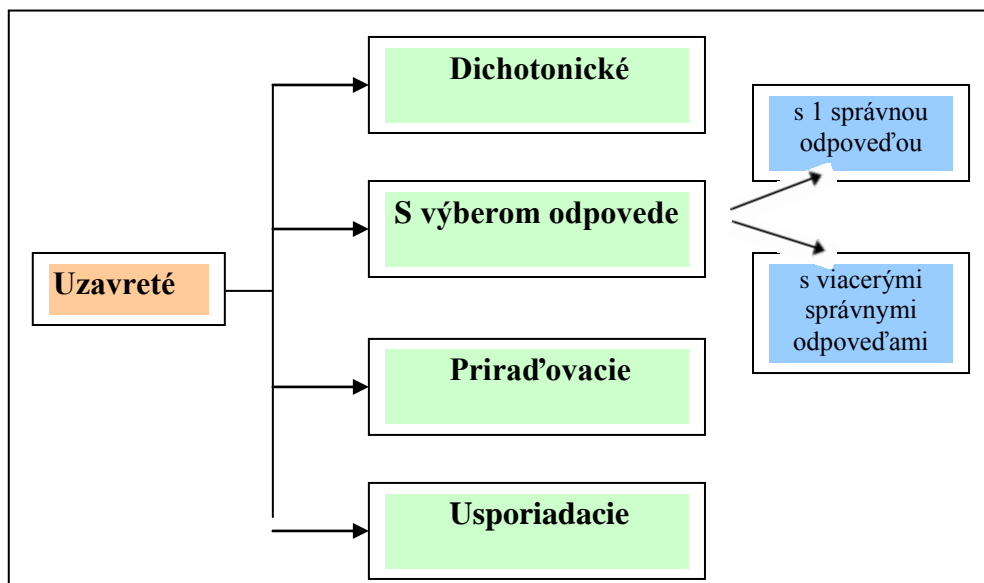 Uzavreté
Dichotonické
S výberom odpovede
s 1 správnou
odpoveďou
s viacerými
správnymi
odpoveďami
Priraďovacie
Usporiadacie